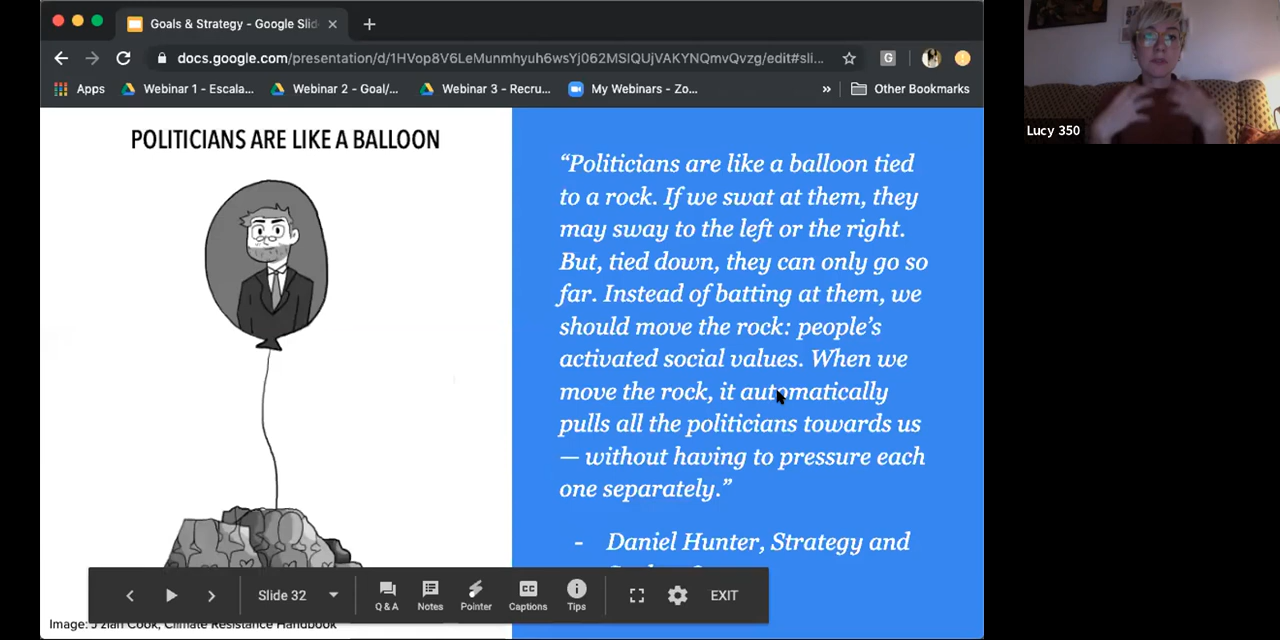 Goals & Strategy - Google Slid
docs.google.com/presentation/d/1HVop8V6LeMunmhyuh6wsYj062MSIQUjVAKYNQmvQvzg/edit#sli...
G
Apps
Webinar 1 - Escala...
Webinar 2 - Goal/...
Webinar 3 - Recru...
My Webinars - Zo...
»
Other Bookmarks
Lucy 350
POLITICIANS ARE LIKE A BALLOON
“Politicians are like a balloon tied
to a rock. If we swat at them, they
may sway to the left or the right.
But, tied down, they can only go so
far. Instead of batting at them, we
should move the rock: people’s
activated social values. When we
move the rock, it automatically
pulls all the politicians towards us
— without having to pressure each
one separately.”
- Daniel Hunter, Strategy and
Slide 32
Q & A
Notes
Pointer
CC
Captions
Tips
EXIT
Image: J'zian Cook, Climate Resistance Handbook